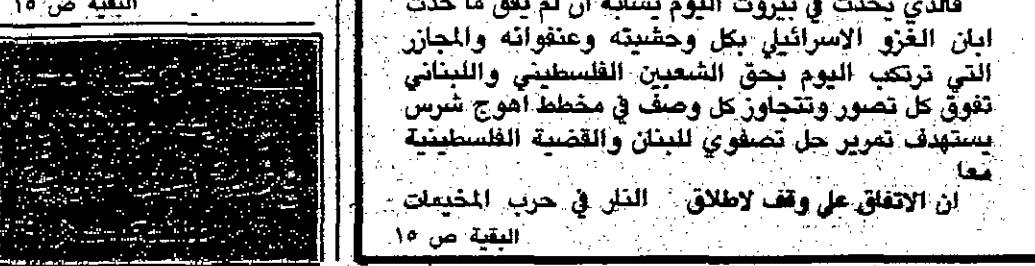 فالذي يحدث في بيروت اليوم يشابه ان لم يفق ما حدث
ابان الغزو الاسرائيلي بكل وحشيته وعنفوانه والمجازر
التي ترتكب اليوم بحق الشعبين الفلسطيني واللبناني
تفوق كل تصور وتتجاوز كل وصف في مخطط اهوج شرس
يستهدف تمرير حل تصفوي للبنان والقضية الفلسطينية
معا
ان الاتفاق على وقف لاطلاق النار في حرب المخيمات
البقية ص ١٥
البقية ص ١٥